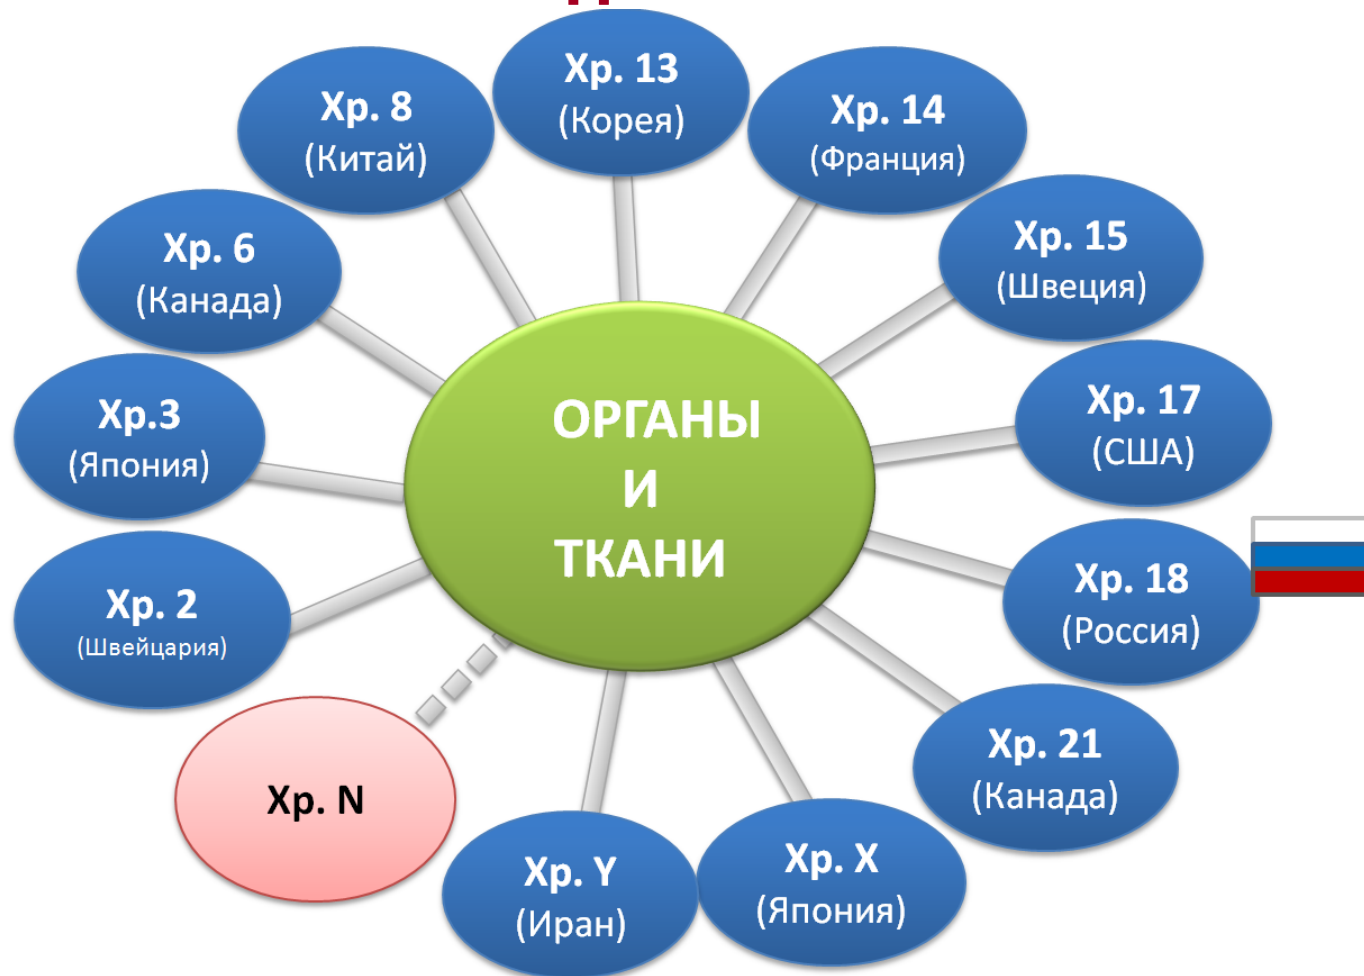 Хр. 13
(Корея)
Хр. 14
(Франция)
Хр. 15
(Швеция)
Хр. 17
(США)
Хр. 18
(Россия)
Хр. 21
(Канада)
Хр. X
(Япония)
Хр. Y
(Иран)
Хр. N
Хр. 2
(Швейцария)
Хр.3
(Япония)
Хр. 6
(Канада)
Хр. 8
(Китай)
ОРГАНЫ
И
ТКАНИ